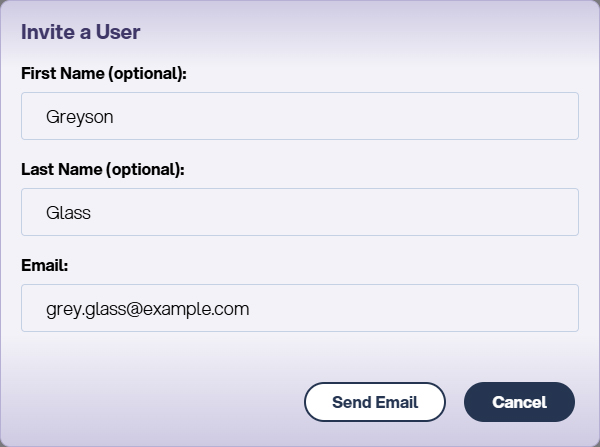 Invite a User
First Name (optional):
Greyson
Last Name (optional):
Glass
Email:
grey.glass@example.com
Send Email
Cancel